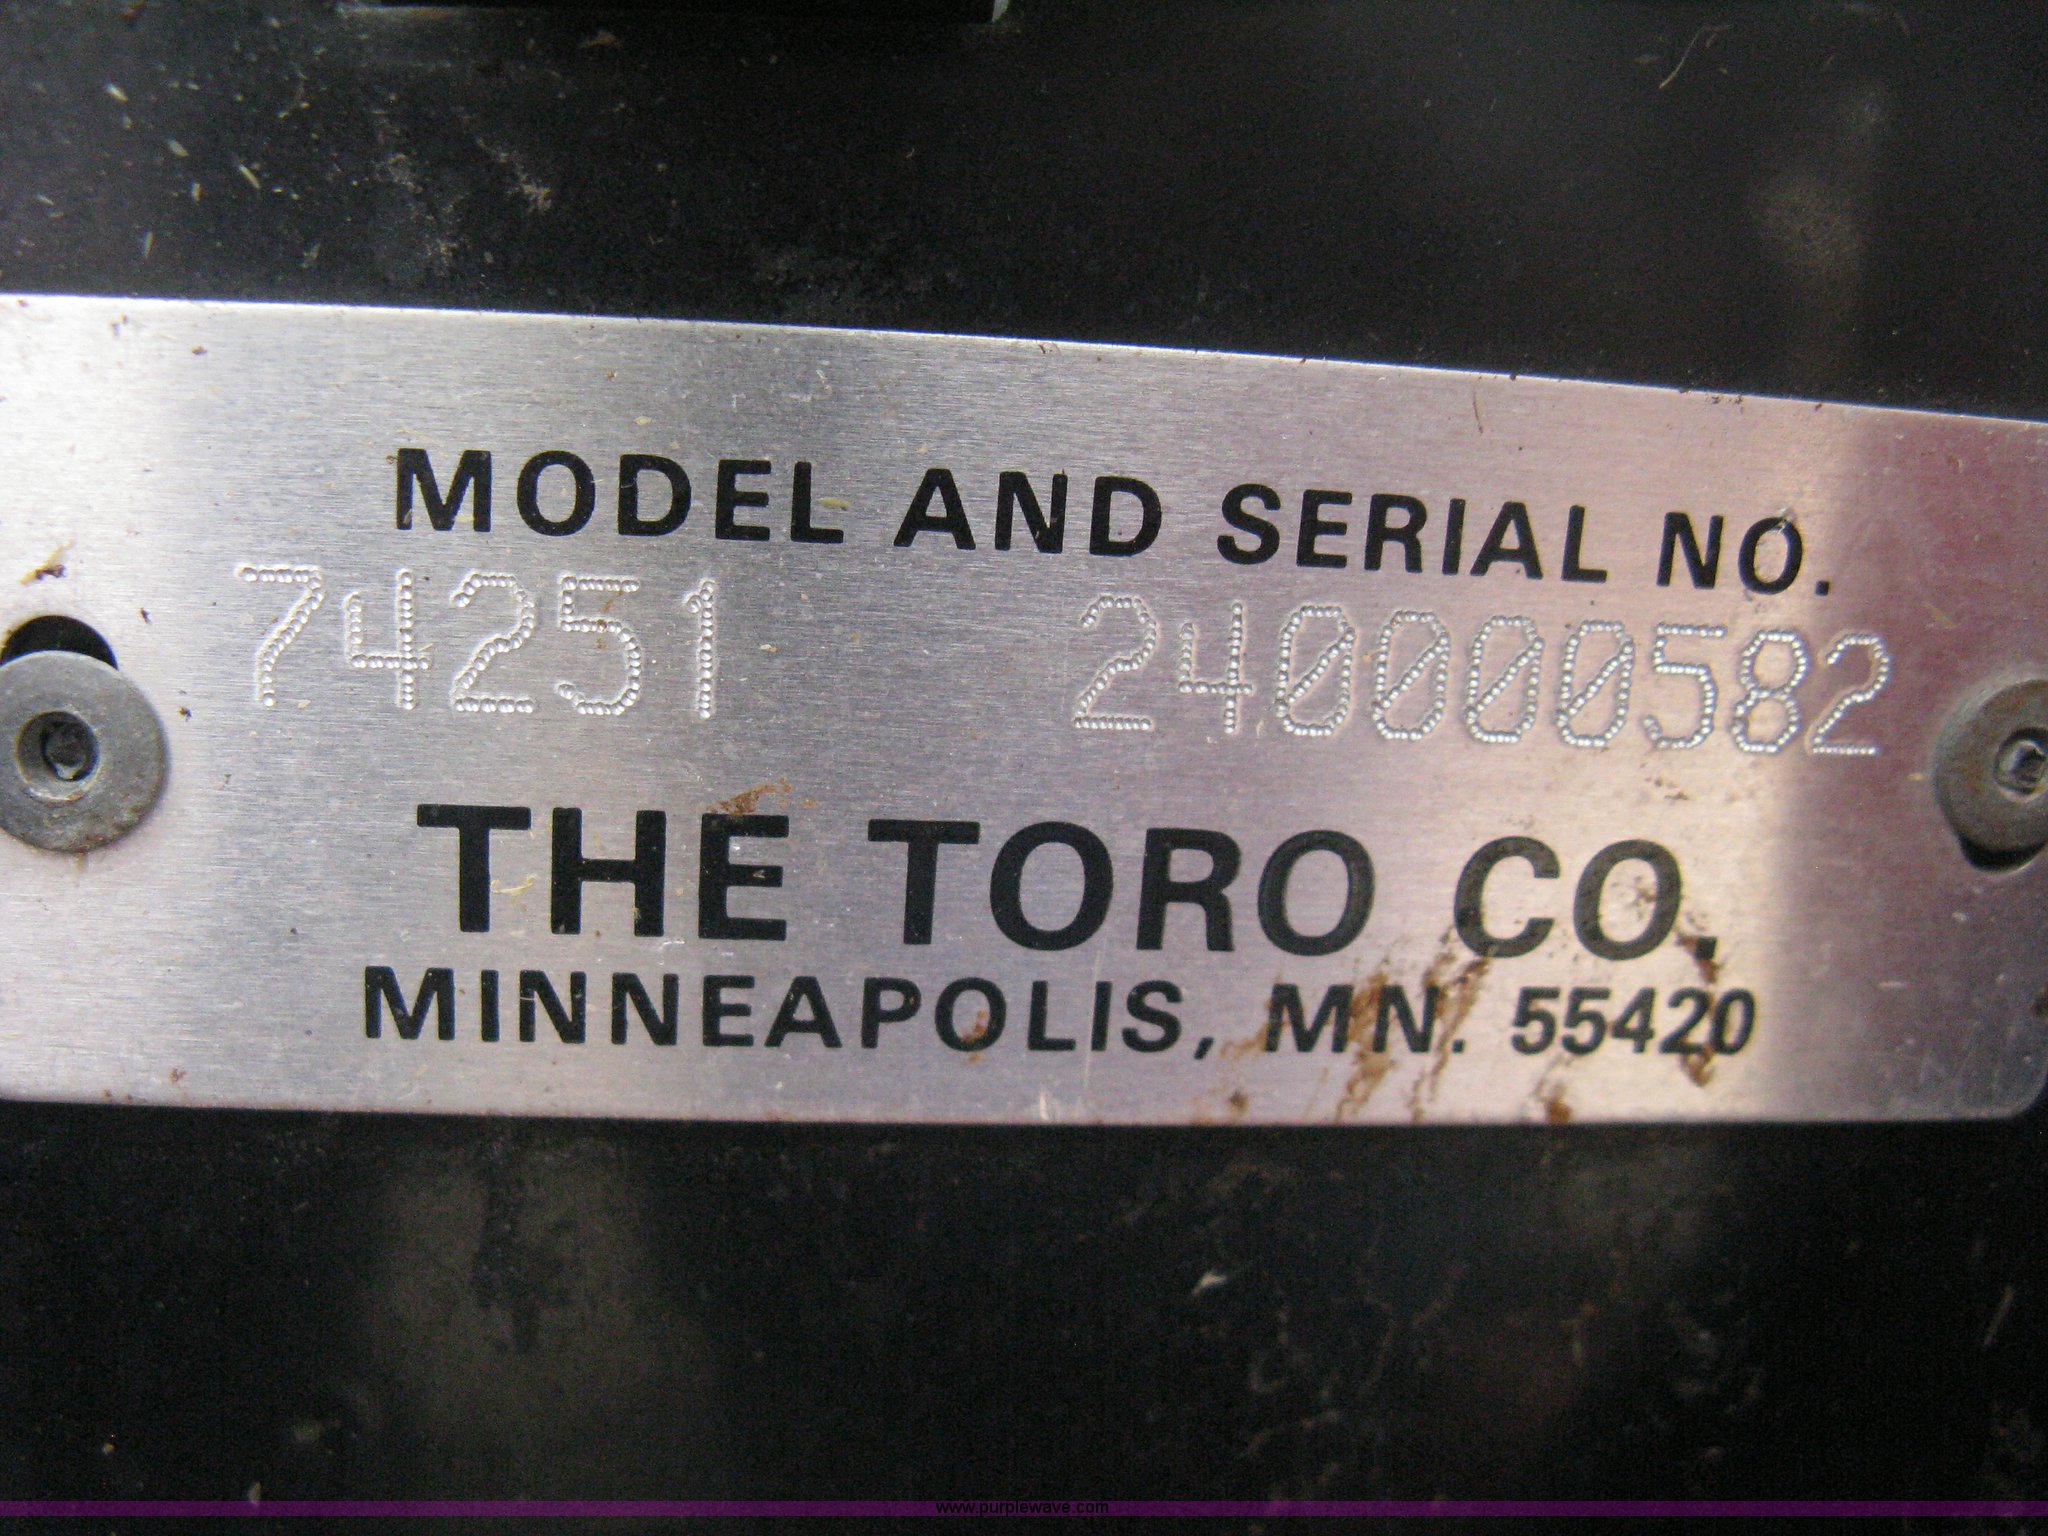 MODEL AND SERIAL NO.
74251 240000582
THE TORO CO.
MINNEAPOLIS, MN. 55420
www.purplewave.com